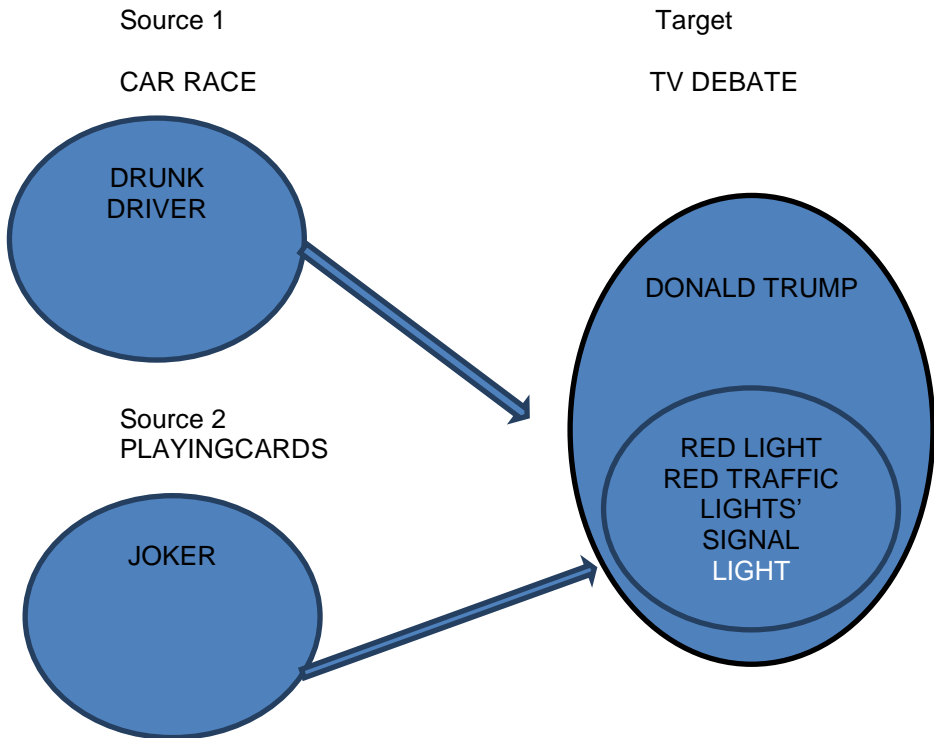 Source 1
CAR RACE
DRUNK
DRIVER
Source 2
PLAYINGCARDS
JOKER
Target
TV DEBATE
DONALD TRUMP
RED LIGHT
RED TRAFFIC
LIGHTS’
SIGNAL
LIGHT